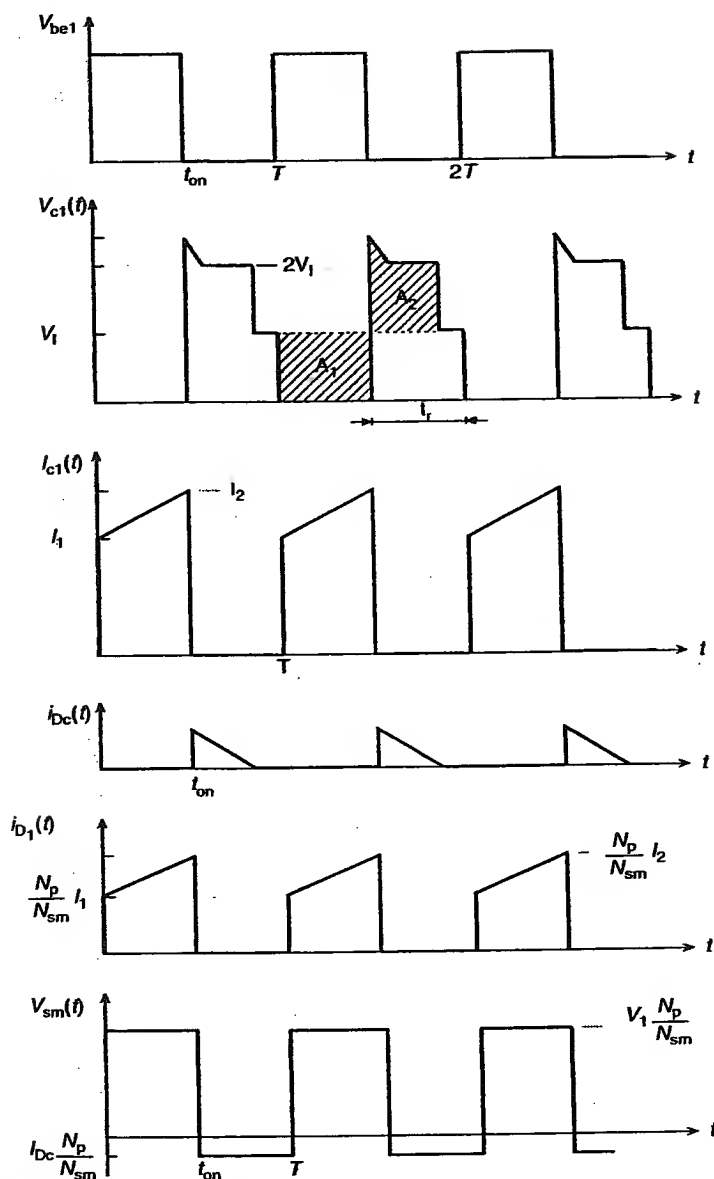 V_be1
t
t_on T 2T
V_c1(t)
2V_I
A_2
V_I
A_1
t_r
t
I_c1(t)
I_2
I_1
t
T
i_Dc(t)
t
t_on
i_D1(t)
N_p/N_sm I_2
N_p/N_sm I_1
t
V_sm(t)
V_1 N_p/N_sm
t
I_Dc N_p/N_sm
t_on T